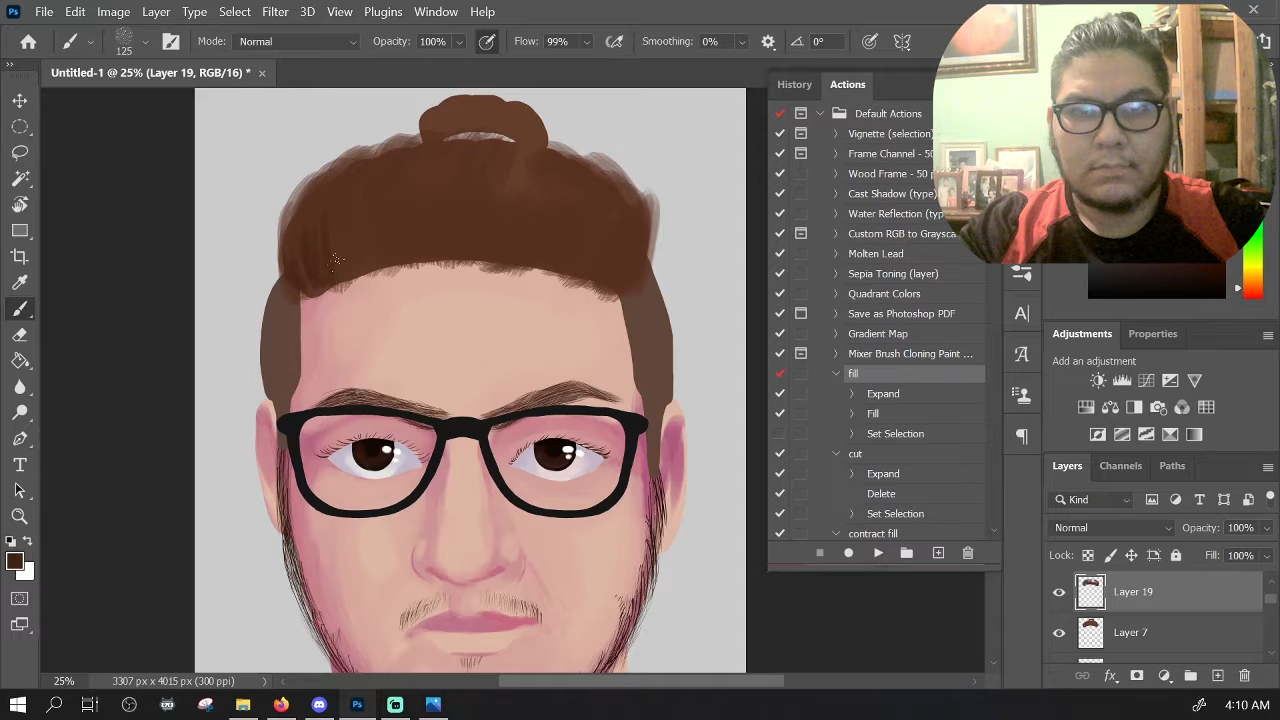 Ps File Edit Image Layer Type Select Filter 3D View Plugins Window Help
125 Mode: Normal Opacity: 100% Flow: 99% Smoothing: 0% 0°
Untitled-1 @ 25% (Layer 19, RGB/16) *
History Actions
Default Actions
Vignette (selection)
Frame Channel - 50
Wood Frame - 50 p
Cast Shadow (type
Water Reflection (typ
Custom RGB to Graysca
Molten Lead
Sepia Toning (layer)
Quadrant Colors
Save as Photoshop PDF
Gradient Map
Mixer Brush Cloning Paint ...
fill
Expand
Fill
Set Selection
cut
Expand
Delete
Set Selection
contract fill
Adjustments Properties
Add an adjustment
Layers Channels Paths
Kind
Normal Opacity: 100%
Lock: Fill: 100%
Layer 19
Layer 7
25% 3307 px x 4015 px (300 ppi)
Ps 4:10 AM